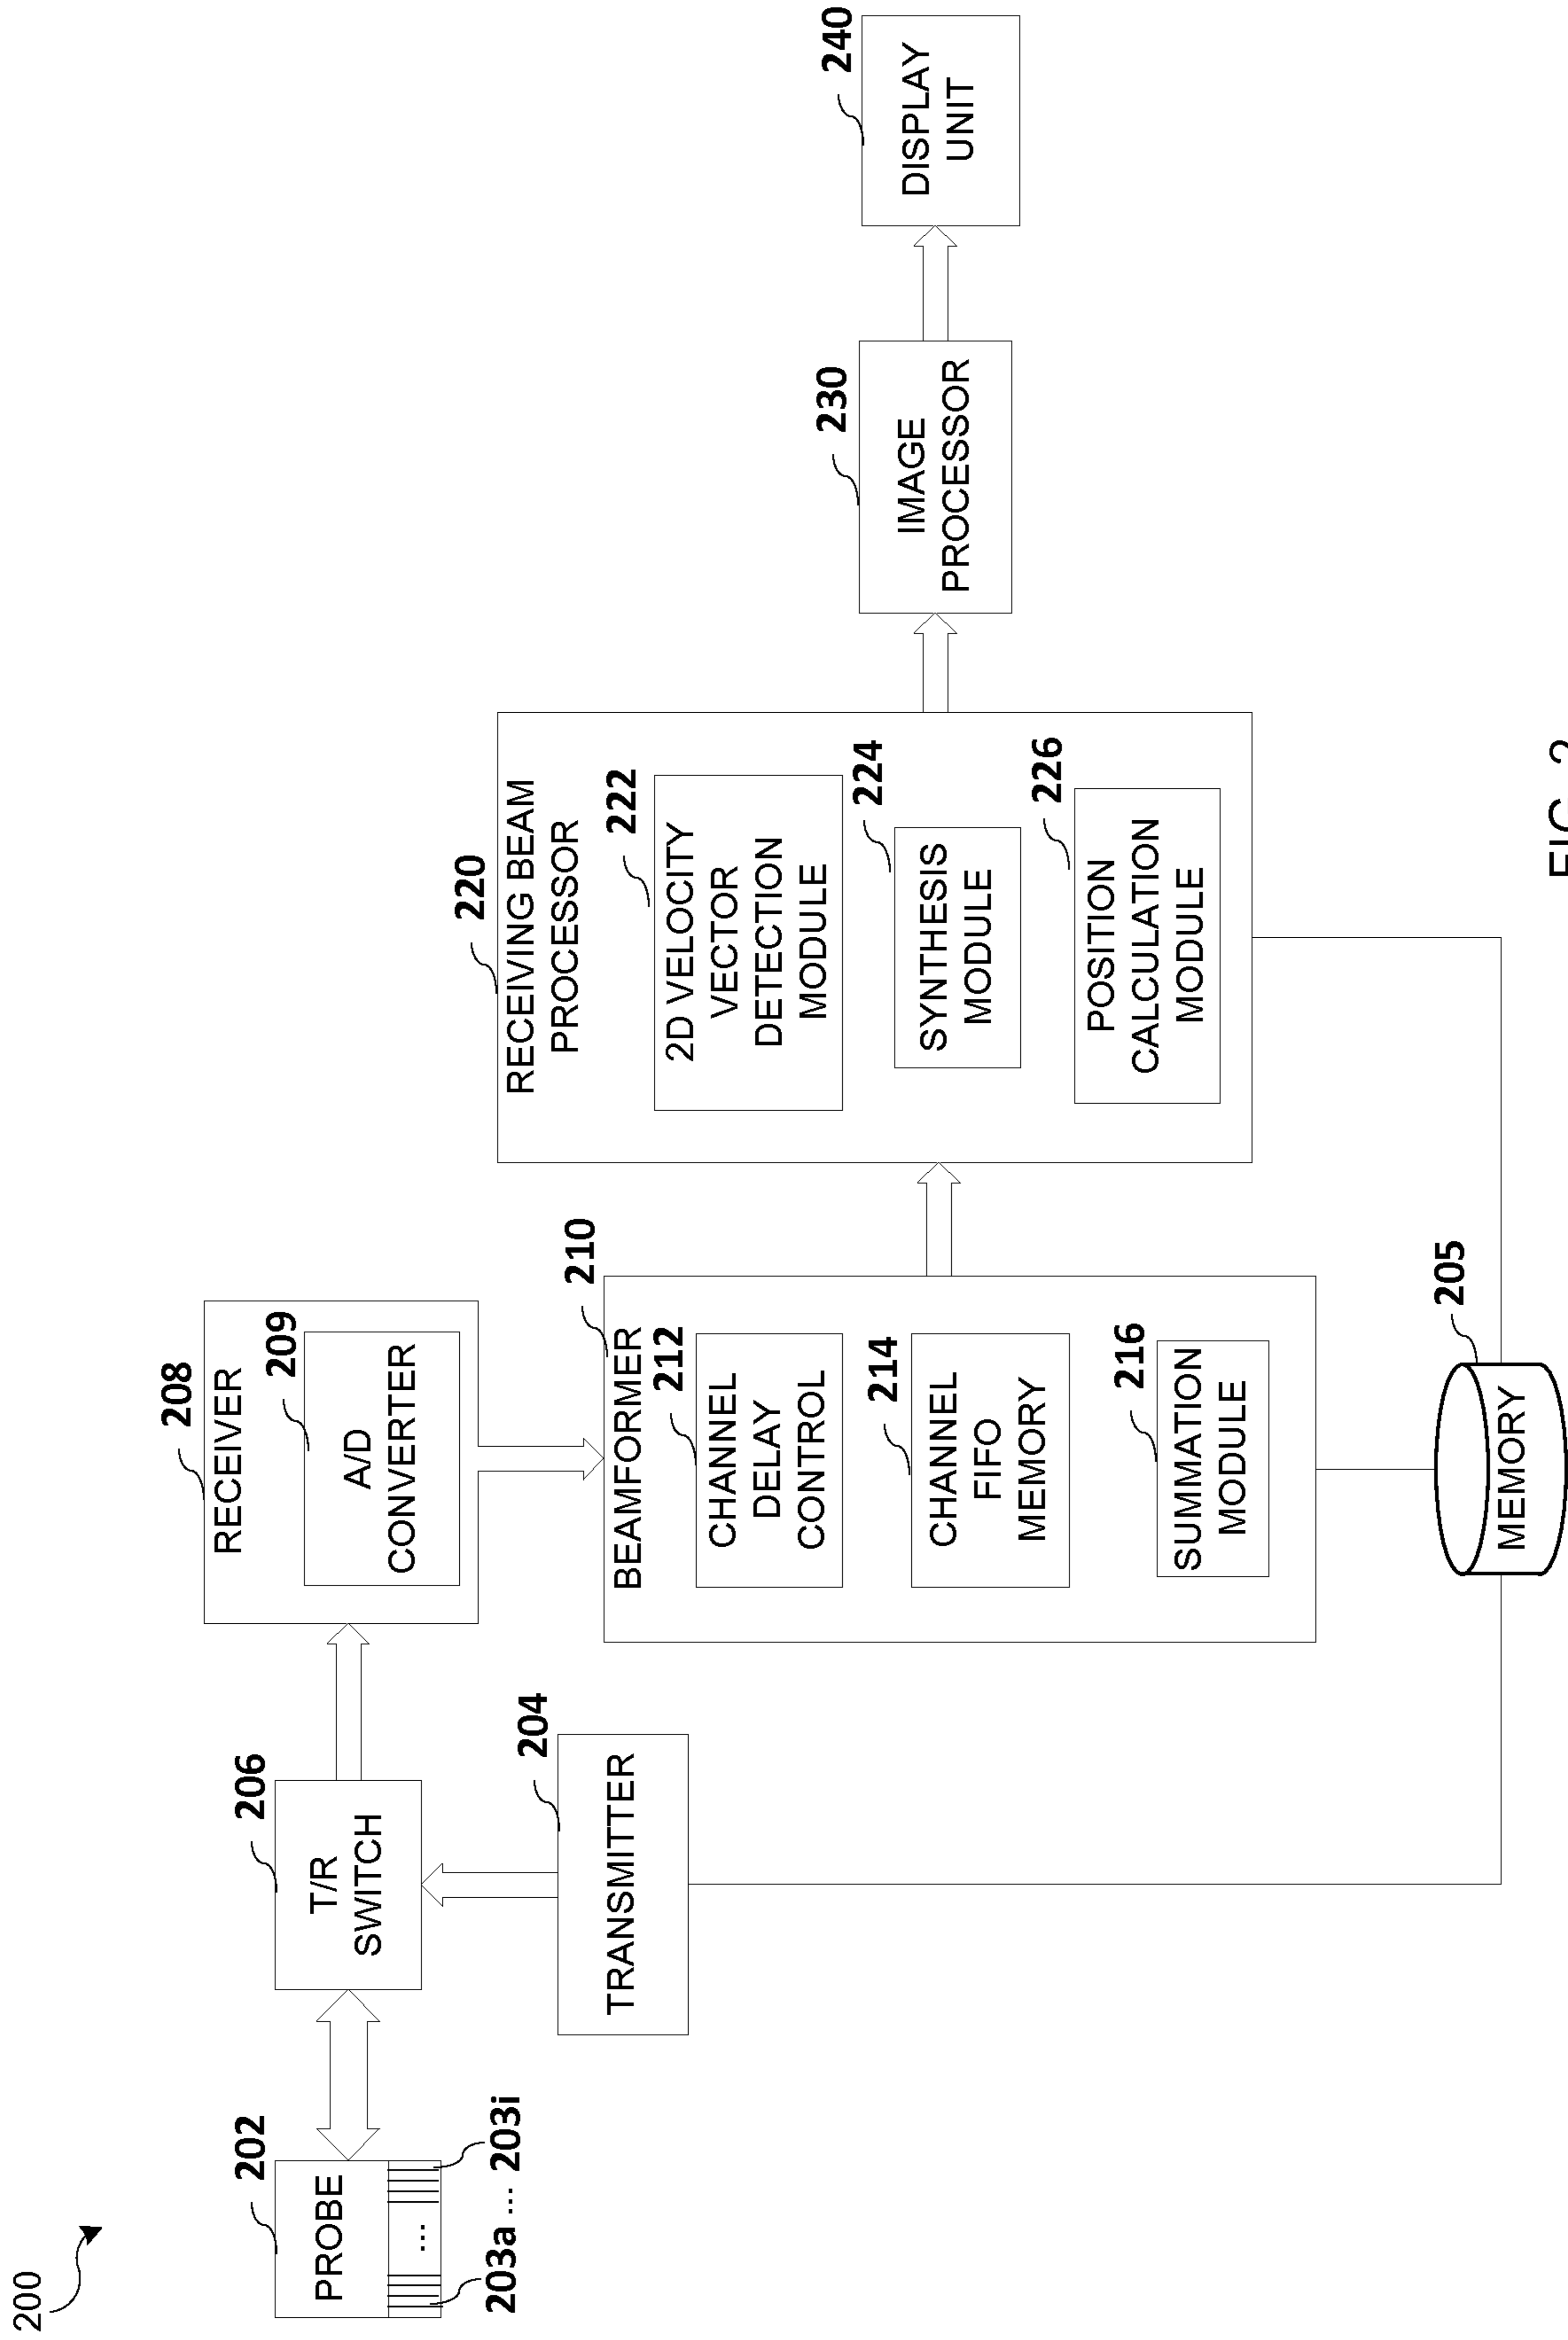 200
202
PROBE
...
203a ... 203i
206
T/R
SWITCH
204
TRANSMITTER
208
RECEIVER
209
A/D
CONVERTER
210
BEAMFORMER
212
CHANNEL
DELAY
CONTROL
214
CHANNEL
FIFO
MEMORY
216
SUMMATION
MODULE
205
MEMORY
220
RECEIVING BEAM
PROCESSOR
222
2D VELOCITY
VECTOR
DETECTION
MODULE
224
SYNTHESIS
MODULE
226
POSITION
CALCULATION
MODULE
230
IMAGE
PROCESSOR
240
DISPLAY
UNIT
FIG. 2